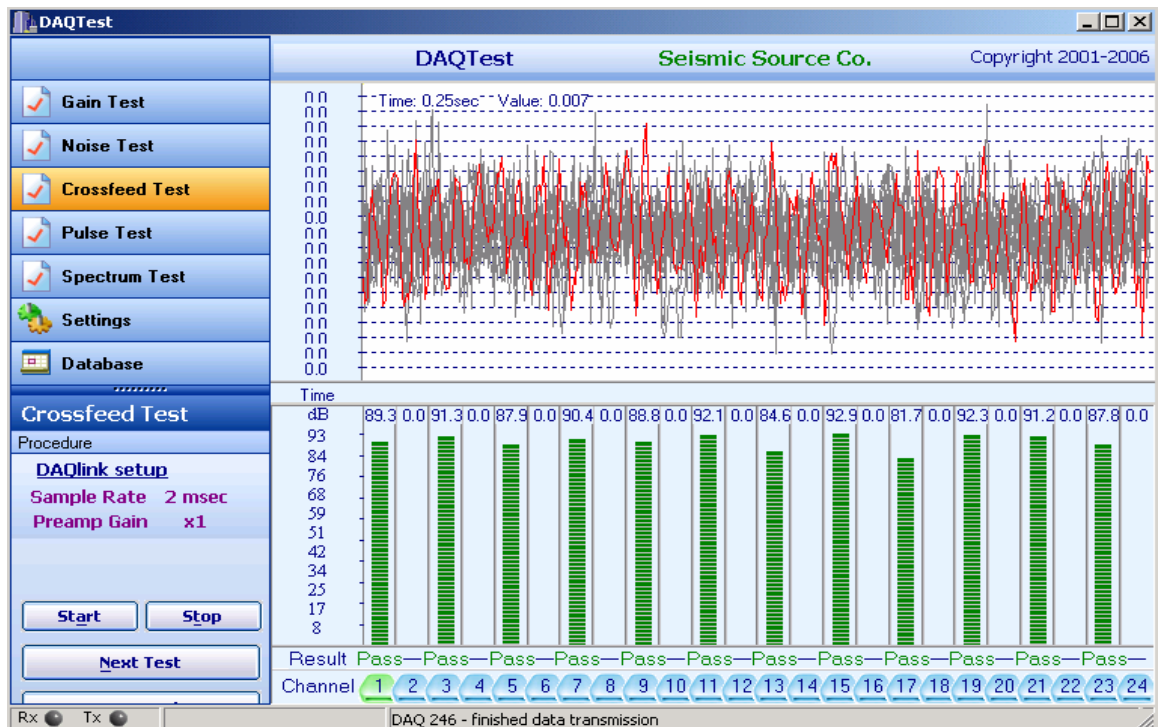 DAQTest
DAQTest Seismic Source Co. Copyright 2001-2006
Gain Test
Noise Test
Crossfeed Test
Pulse Test
Spectrum Test
Settings
Database
Time: 0.25sec Value: 0.007
0.0
0.0
Time
Crossfeed Test
Procedure
DAQlink setup
Sample Rate 2 msec
Preamp Gain x1
Start Stop
Next Test
dB 89.3 0.0 91.3 0.0 87.9 0.0 90.4 0.0 88.8 0.0 92.1 0.0 84.6 0.0 92.9 0.0 81.7 0.0 92.3 0.0 91.2 0.0 87.8 0.0
93
84
76
68
59
51
42
34
25
17
8
Result Pass—Pass—Pass—Pass—Pass—Pass—Pass—Pass—Pass—Pass—Pass—Pass—
Channel 1 2 3 4 5 6 7 8 9 10 11 12 13 14 15 16 17 18 19 20 21 22 23 24
Rx Tx DAQ 246 - finished data transmission